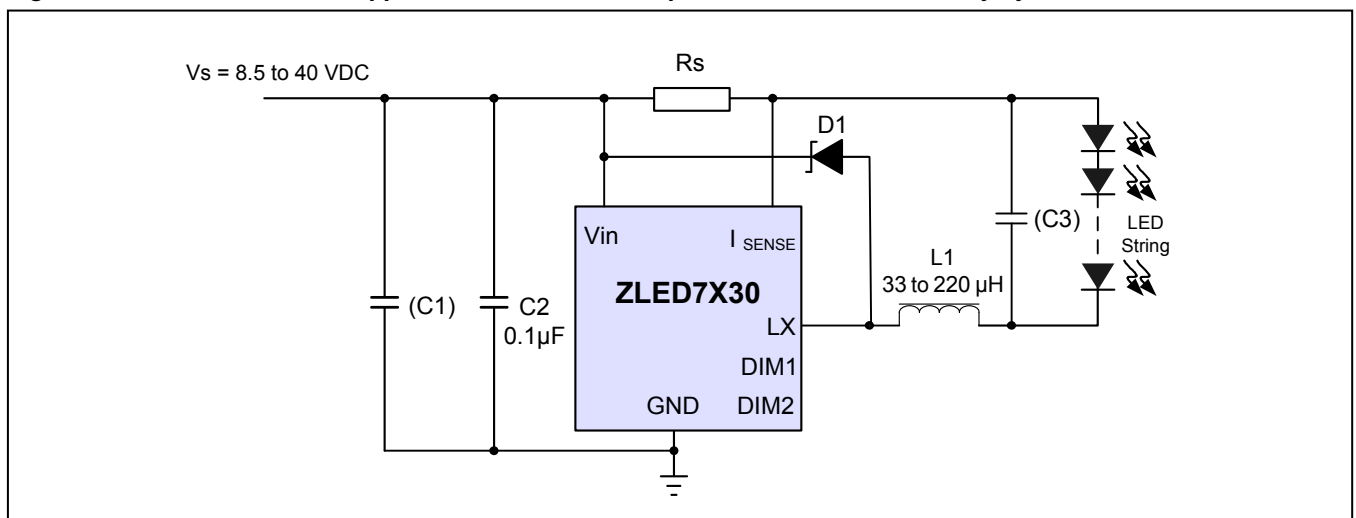 Vs = 8.5 to 40 VDC
Rs
D1
Vin
I SENSE
ZLED7X30
LX
DIM1
DIM2
GND
(C1)
C2
0.1µF
L1
33 to 220 µH
(C3)
LED
String